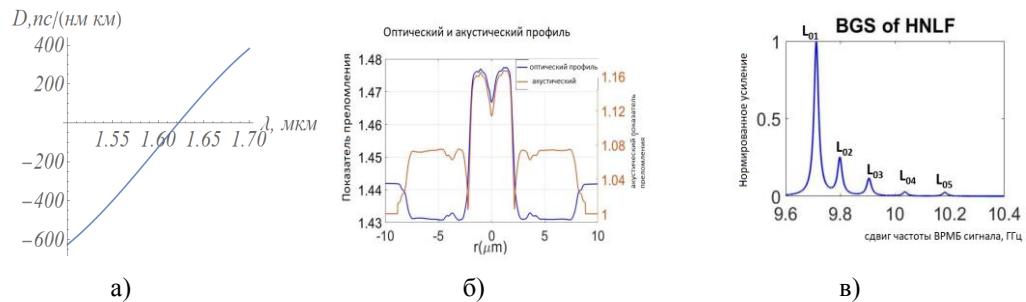 D, пс/(нм км)
400
200
λ, мкм
1.55 1.60 1.65 1.70
−200
−400
−600
а)
Оптический и акустический профиль
1.48
1.47
1.46
1.45
1.44
1.43
Показатель преломления
оптический профиль
акустический
1.16
1.12
1.08
1.04
1
акустический показатель
преломления
-10 -5 0 5 10
r(μm)
б)
BGS of HNLF
L01
L02
L03
L04
L05
1
0.5
0
Нормированное усиление
9.6 9.8 10 10.2 10.4
сдвиг частоты ВРМБ сигнала, ГГц
в)